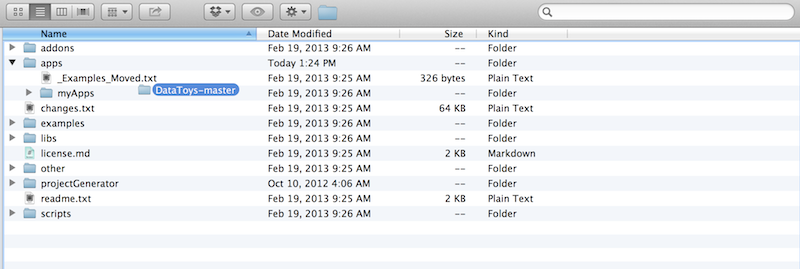 Name Date Modified Size Kind
addons Feb 19, 2013 9:26 AM -- Folder
apps Today 1:24 PM -- Folder
_Examples_Moved.txt Feb 19, 2013 9:25 AM 326 bytes Plain Text
myApps DataToys-master Feb 19, 2013 9:26 AM -- Folder
changes.txt Feb 19, 2013 9:25 AM 64 KB Plain Text
examples Feb 19, 2013 9:26 AM -- Folder
libs Feb 19, 2013 9:26 AM -- Folder
license.md Feb 19, 2013 9:25 AM 2 KB Markdown
other Feb 19, 2013 9:25 AM -- Folder
projectGenerator Oct 10, 2012 4:06 AM -- Folder
readme.txt Feb 19, 2013 9:25 AM 2 KB Plain Text
scripts Feb 19, 2013 9:26 AM -- Folder